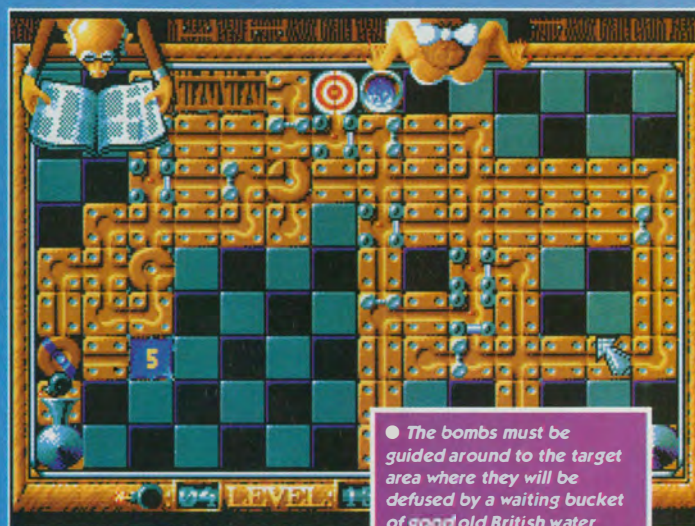 5
04 LEVEL:
● The bombs must be
guided around to the target
area where they will be
defused by a waiting bucket
of good old British water